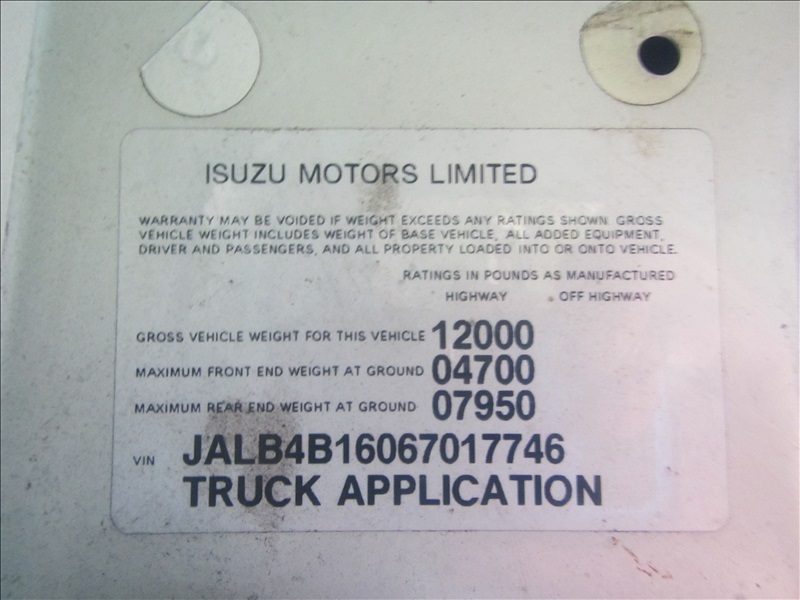 ISUZU MOTORS LIMITED
WARRANTY MAY BE VOIDED IF WEIGHT EXCEEDS ANY RATINGS SHOWN. GROSS
VEHICLE WEIGHT INCLUDES WEIGHT OF BASE VEHICLE, ALL ADDED EQUIPMENT,
DRIVER AND PASSENGERS, AND ALL PROPERTY LOADED INTO OR ONTO VEHICLE.
RATINGS IN POUNDS AS MANUFACTURED
HIGHWAY OFF HIGHWAY
GROSS VEHICLE WEIGHT FOR THIS VEHICLE 12000
MAXIMUM FRONT END WEIGHT AT GROUND 04700
MAXIMUM REAR END WEIGHT AT GROUND 07950
VIN JALB4B16067017746
TRUCK APPLICATION